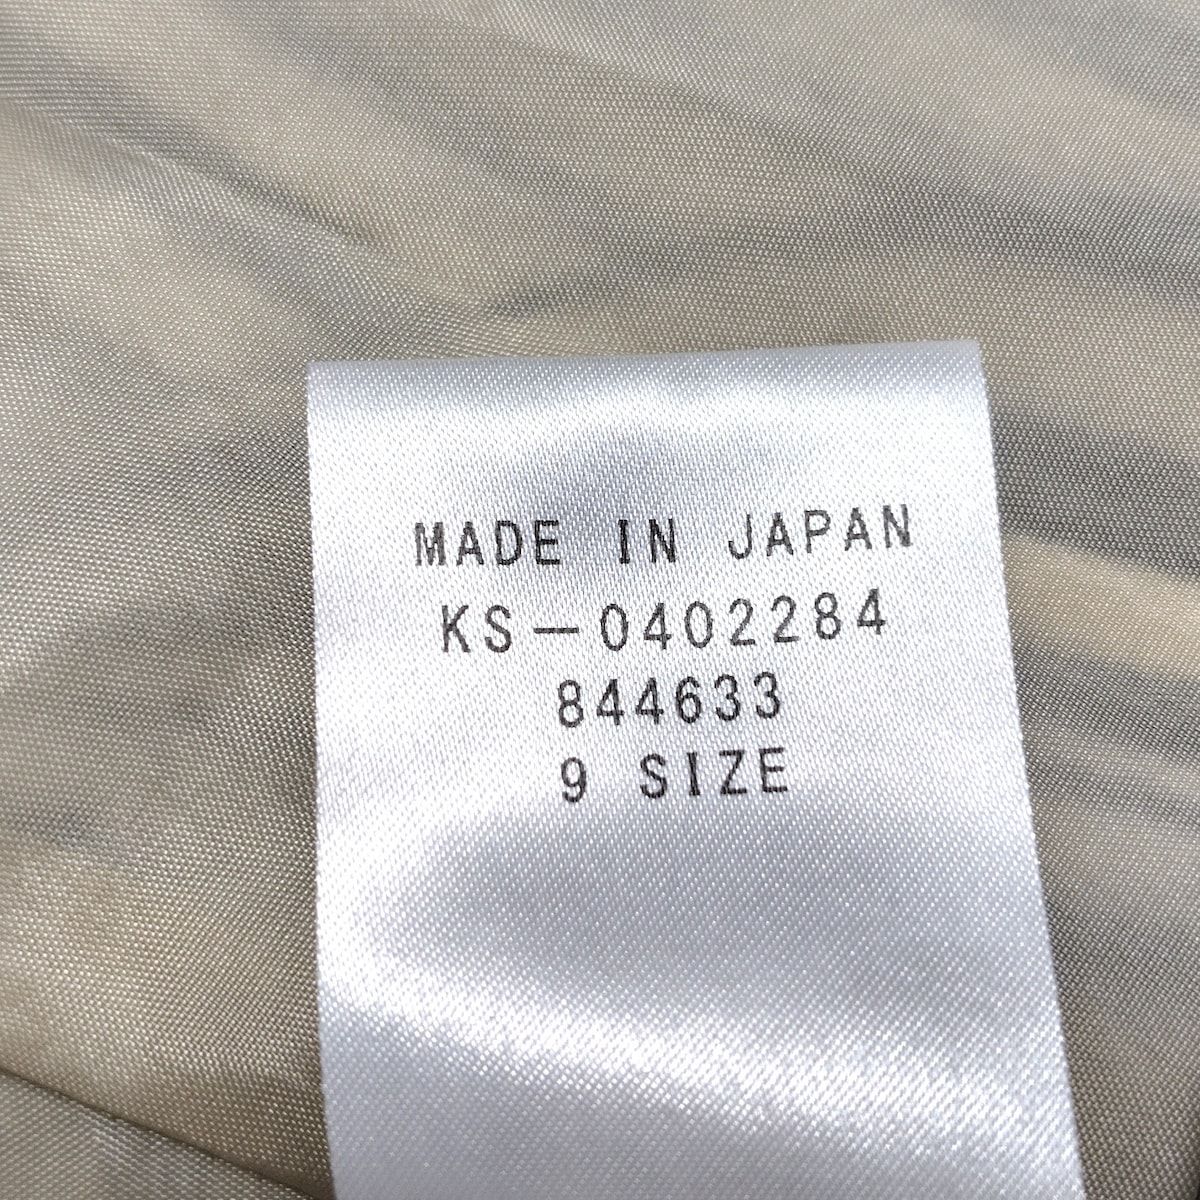 MADE IN JAPAN
KS-0402284
844633
9 SIZE